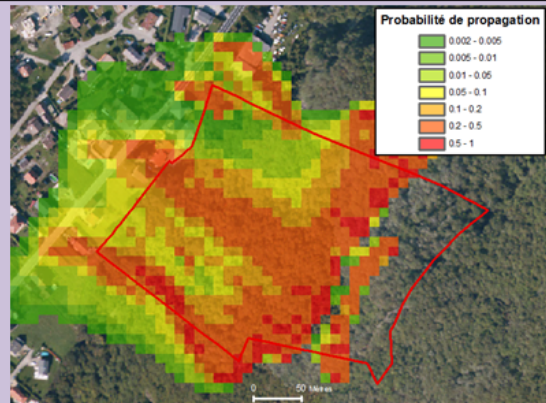 Probabilité de propagation
0.002 - 0.005
0.005 - 0.01
0.01 - 0.05
0.05 - 0.1
0.1 - 0.2
0.2 - 0.5
0.5 - 1
0 50 Mètres